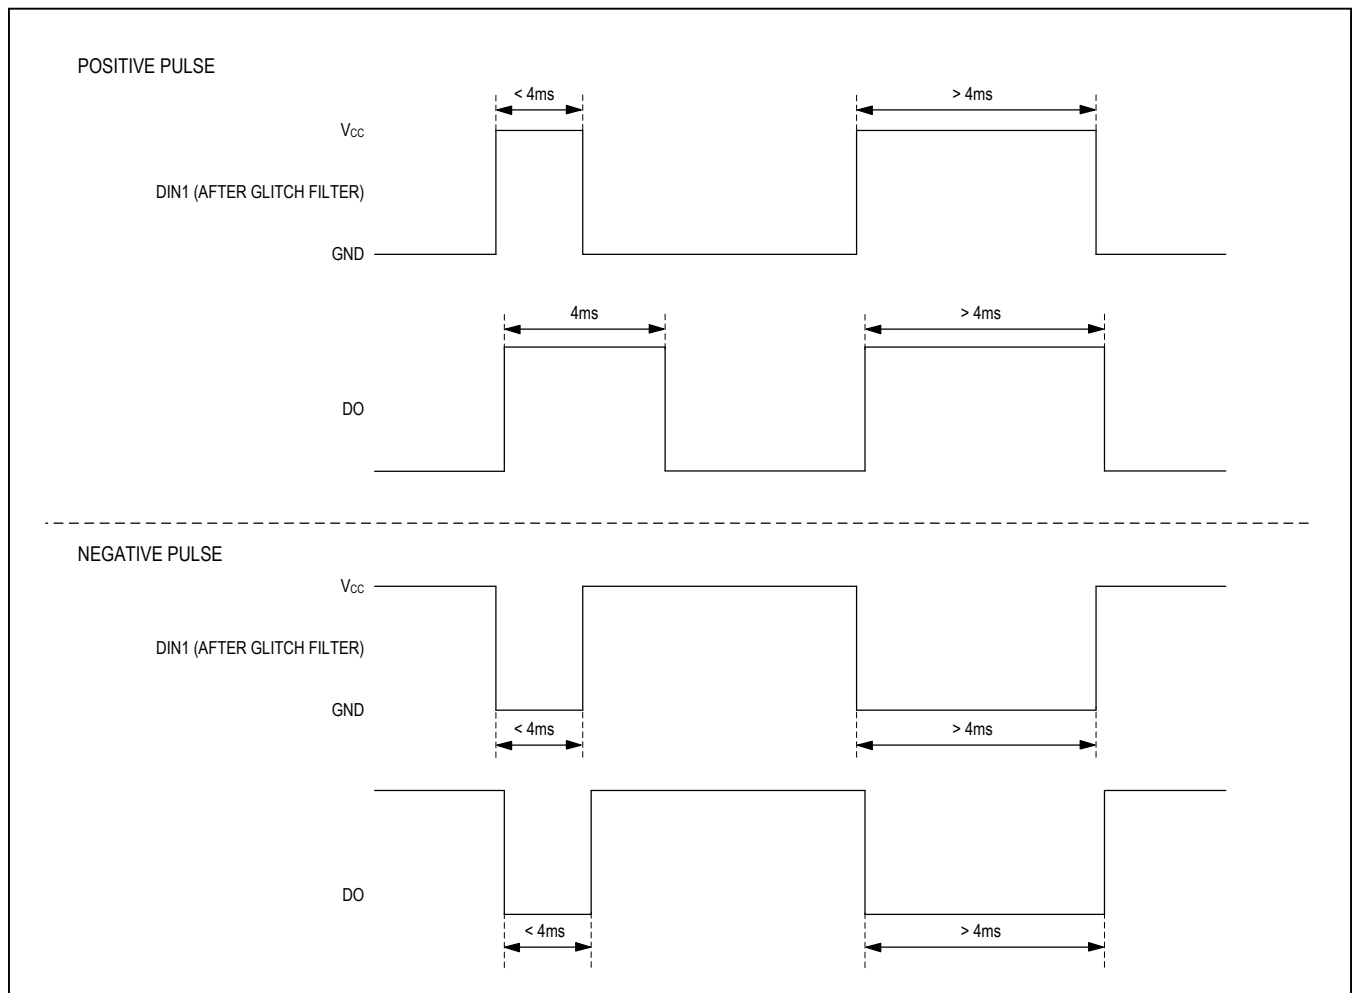 POSITIVE PULSE
< 4ms
> 4ms
VCC
DIN1 (AFTER GLITCH FILTER)
GND
4ms
> 4ms
DO
NEGATIVE PULSE
VCC
DIN1 (AFTER GLITCH FILTER)
GND
< 4ms
> 4ms
DO
< 4ms
> 4ms